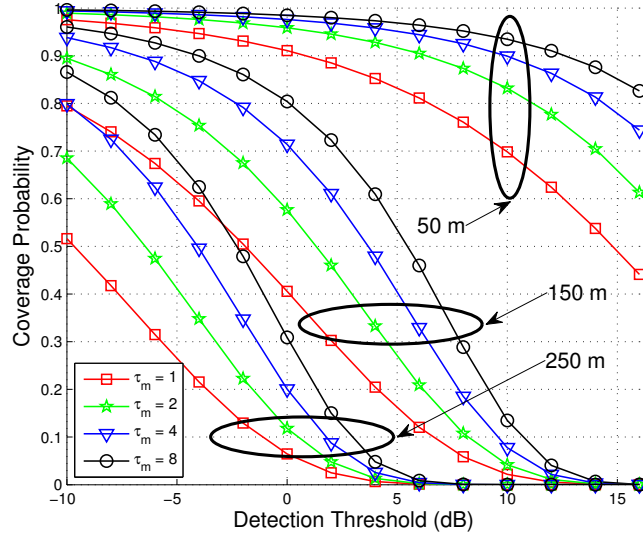 1
0.9
0.8
0.7
0.6
0.5
0.4
0.3
0.2
0.1
0
Coverage Probability
50 m
150 m
250 m
τm = 1
τm = 2
τm = 4
τm = 8
−10
−5
0
5
10
15
Detection Threshold (dB)